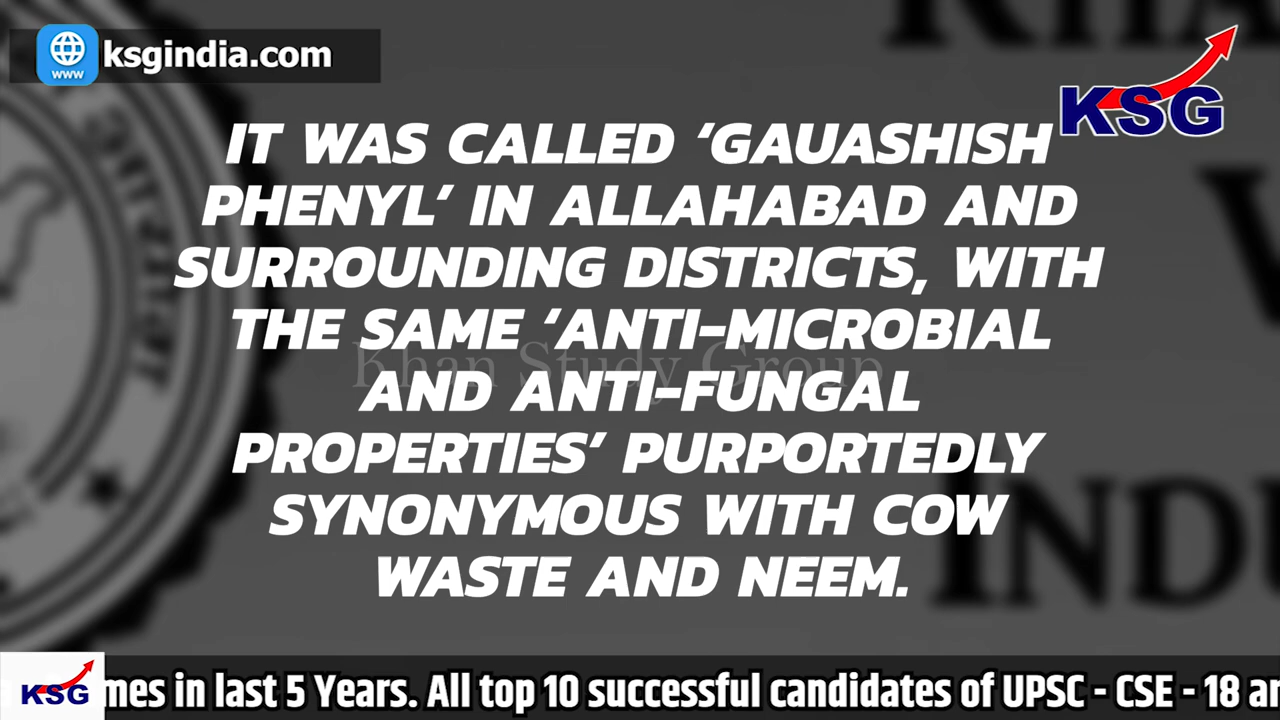 www
ksgindia.com
KSG
IT WAS CALLED ‘GAUASHISH
PHENYL’ IN ALLAHABAD AND
SURROUNDING DISTRICTS, WITH
THE SAME ‘ANTI-MICROBIAL
Khan Study Group
AND ANTI-FUNGAL
PROPERTIES’ PURPORTEDLY
SYNONYMOUS WITH COW
WASTE AND NEEM.
KSG
mes in last 5 Years. All top 10 successful candidates of UPSC - CSE - 18 an